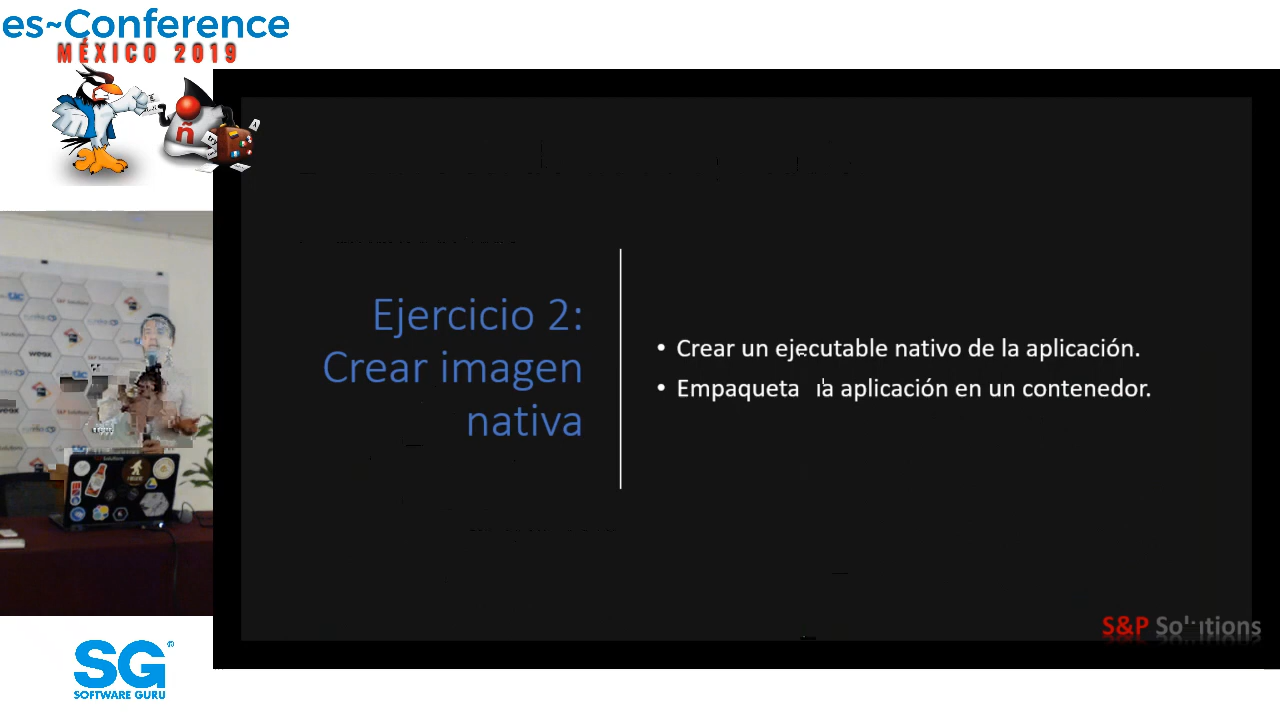 es~Conference
MÉXICO 2019
ñ
Ejercicio 2:
Crear imagen
nativa
• Crear un ejecutable nativo de la aplicación.
• Empaqueta la aplicación en un contenedor.
S&P Solutions
SG
SOFTWARE GURU